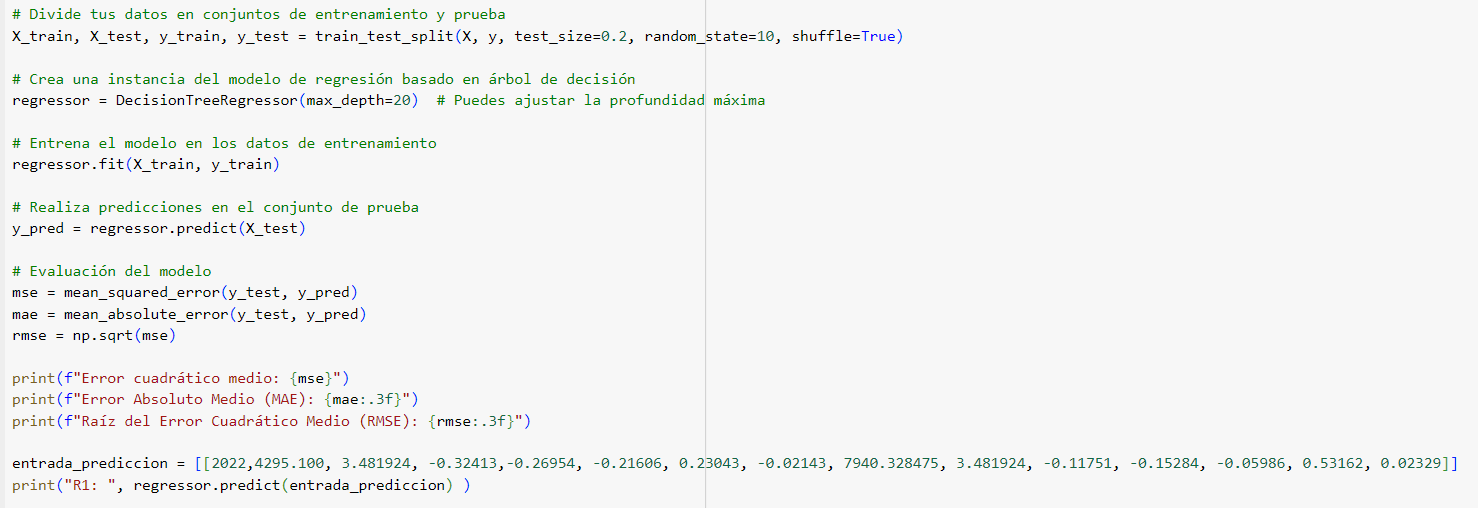 # Divide tus datos en conjuntos de entrenamiento y prueba
X_train, X_test, y_train, y_test = train_test_split(X, y, test_size=0.2, random_state=10, shuffle=True)
# Crea una instancia del modelo de regresión basado en árbol de decisión
regressor = DecisionTreeRegressor(max_depth=20)  # Puedes ajustar la profundidad máxima
# Entrena el modelo en los datos de entrenamiento
regressor.fit(X_train, y_train)
# Realiza predicciones en el conjunto de prueba
y_pred = regressor.predict(X_test)
# Evaluación del modelo
mse = mean_squared_error(y_test, y_pred)
mae = mean_absolute_error(y_test, y_pred)
rmse = np.sqrt(mse)
print(f"Error cuadrático medio: {mse}")
print(f"Error Absoluto Medio (MAE): {mae:.3f}")
print(f"Raíz del Error Cuadrático Medio (RMSE): {rmse:.3f}")
entrada_prediccion = [[2022,4295.100, 3.481924, -0.32413,-0.26954, -0.21606, 0.23043, -0.02143, 7940.328475, 3.481924, -0.11751, -0.15284, -0.05986, 0.53162, 0.02329]]
print("R1: ", regressor.predict(entrada_prediccion) )